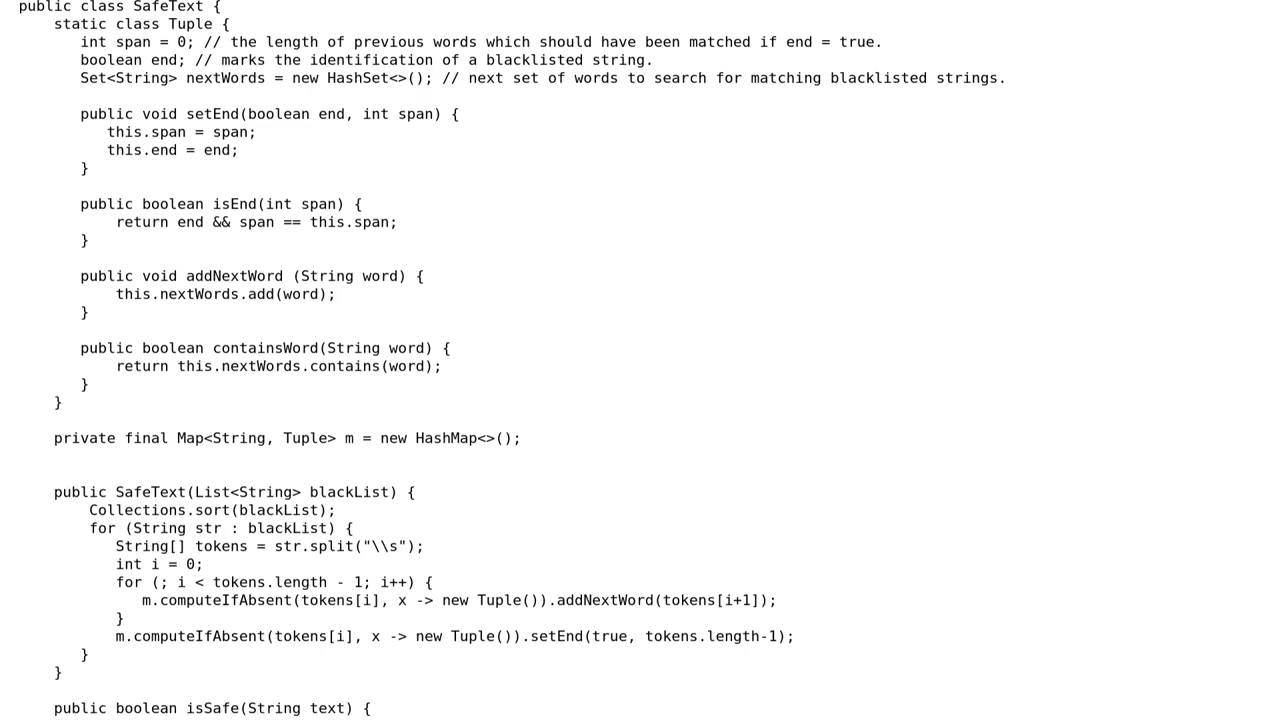 public class SafeText {
    static class Tuple {
       int span = 0; // the length of previous words which should have been matched if end = true.
       boolean end; // marks the identification of a blacklisted string.
       Set<String> nextWords = new HashSet<>(); // next set of words to search for matching blacklisted strings.

       public void setEnd(boolean end, int span) {
          this.span = span;
          this.end = end;
       }

       public boolean isEnd(int span) {
           return end && span == this.span;
       }

       public void addNextWord (String word) {
           this.nextWords.add(word);
       }

       public boolean containsWord(String word) {
           return this.nextWords.contains(word);
       }
    }

    private final Map<String, Tuple> m = new HashMap<>();


    public SafeText(List<String> blackList) {
        Collections.sort(blackList);
        for (String str : blackList) {
           String[] tokens = str.split("\\s");
           int i = 0;
           for (; i < tokens.length - 1; i++) {
              m.computeIfAbsent(tokens[i], x -> new Tuple()).addNextWord(tokens[i+1]);
           }
           m.computeIfAbsent(tokens[i], x -> new Tuple()).setEnd(true, tokens.length-1);
       }
    }

    public boolean isSafe(String text) {